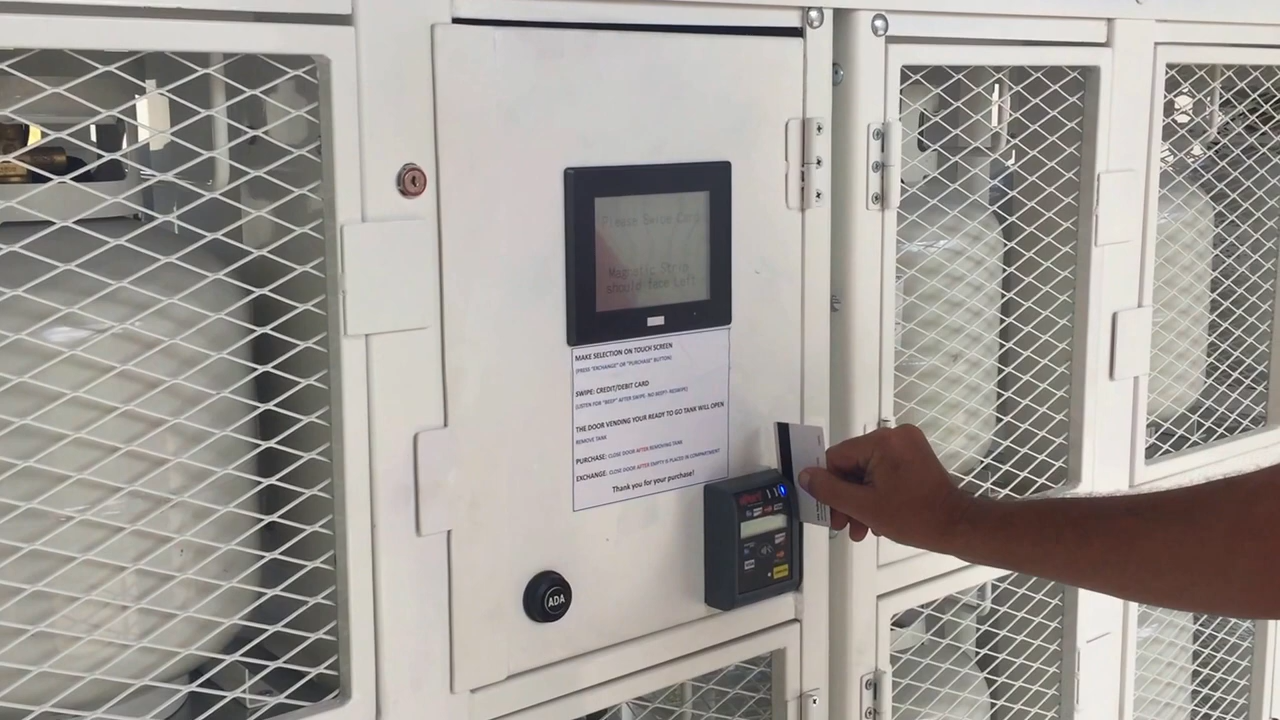 Please Swipe Card
Magnetic Strip
should face Left
MAKE SELECTION ON TOUCH SCREEN
(PRESS "EXCHANGE" OR "PURCHASE" BUTTON)
SWIPE: CREDIT/DEBIT CARD
(LISTEN FOR "BEEP" AFTER SWIPE- NO BEEP?- RESWIPE)
THE DOOR VENDING YOUR READY TO GO TANK WILL OPEN
REMOVE TANK
PURCHASE: CLOSE DOOR AFTER REMOVING TANK
EXCHANGE: CLOSE DOOR AFTER EMPTY IS PLACED IN COMPARTMENT
Thank you for your purchase!
ADA
VISA